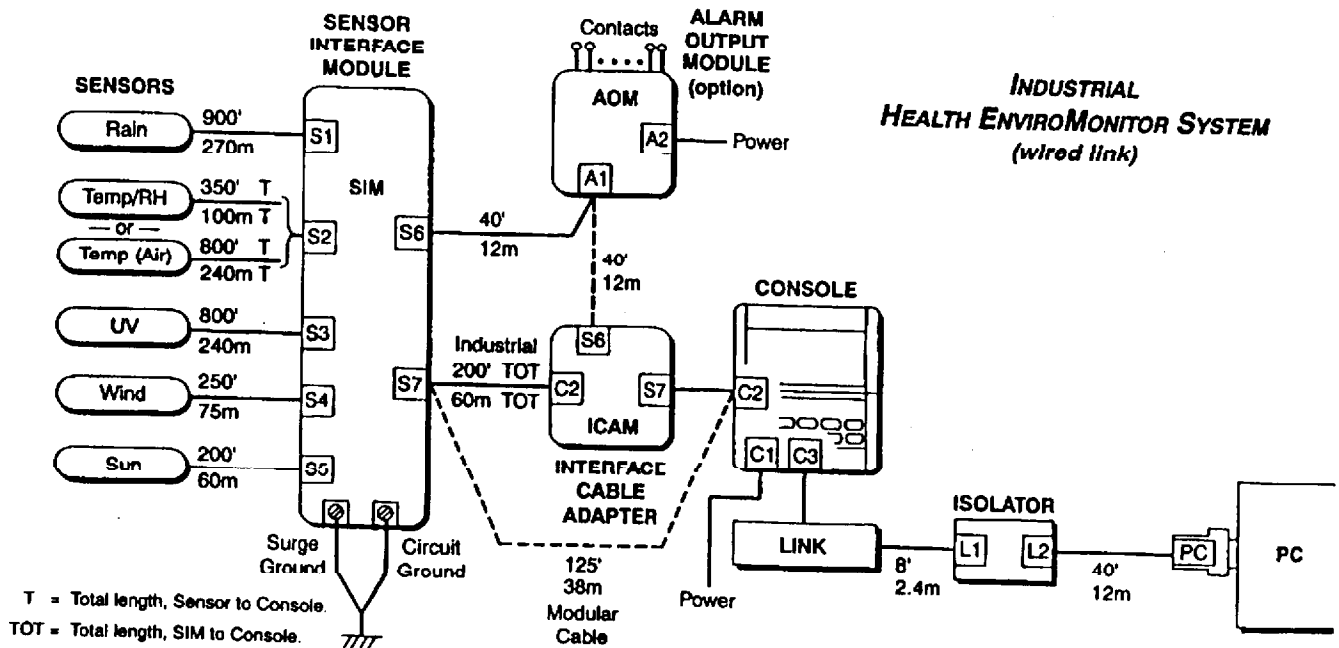 SENSOR
INTERFACE
MODULE
SENSORS
Rain
900'
270m
S1
Temp/RH
350' T
100m T
— or —
Temp (Air)
800' T
240m T
S2
SIM
UV
800'
240m
S3
Wind
250'
75m
S4
Sun
200'
60m
S5
S6
S7
Surge
Ground
Circuit
Ground
T = Total length, Sensor to Console.
TOT = Total length, SIM to Console.
Contacts
ALARM
OUTPUT
MODULE
(option)
AOM
A2
Power
A1
40'
12m
40'
12m
INDUSTRIAL
HEALTH ENVIROMONITOR SYSTEM
(wired link)
Industrial
200' TOT
60m TOT
S6
C2
S7
ICAM
INTERFACE
CABLE
ADAPTER
125'
38m
Modular
Cable
CONSOLE
C2
C1
C3
Power
LINK
8'
2.4m
ISOLATOR
L1
L2
40'
12m
PC
PC